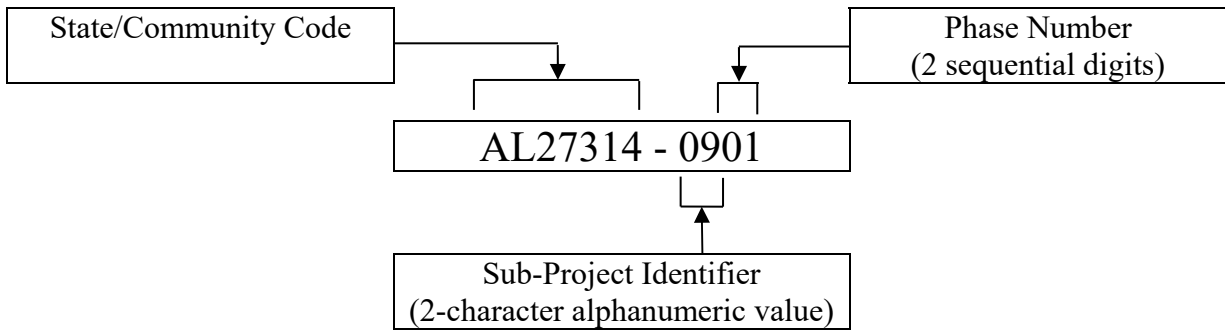 State/Community Code
Phase Number
(2 sequential digits)
AL27314 - 0901
Sub-Project Identifier
(2-character alphanumeric value)